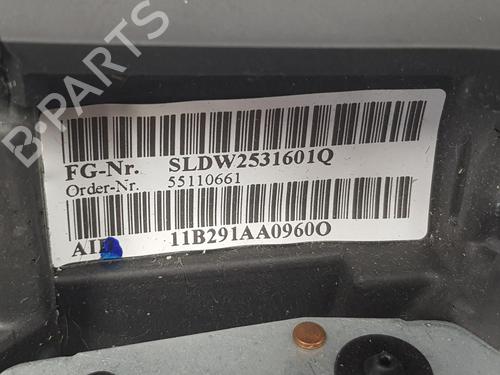 B-PARTS
FG-Nr. SLDW2531601Q
Order-Nr. 55110661
11B291AA0960O